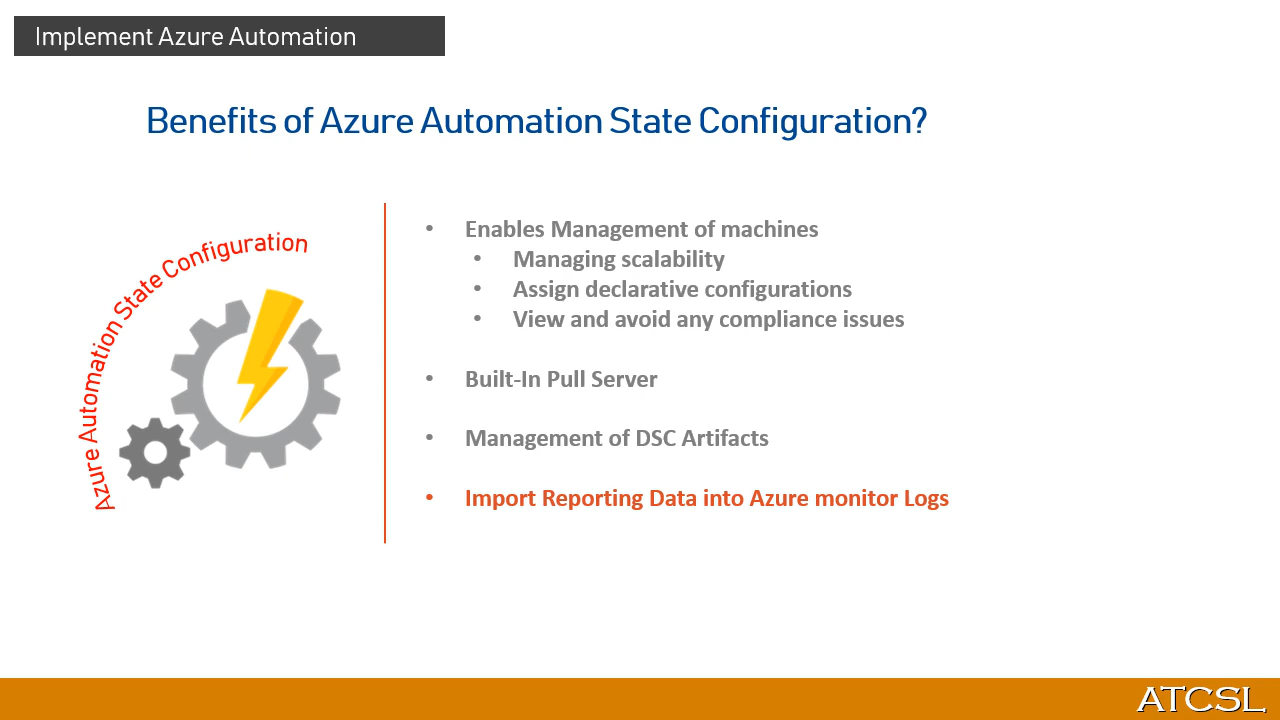 Implement Azure Automation
Benefits of Azure Automation State Configuration?
Azure Automation State Configuration
• Enables Management of machines
• Managing scalability
• Assign declarative configurations
• View and avoid any compliance issues
• Built-In Pull Server
• Management of DSC Artifacts
• Import Reporting Data into Azure monitor Logs
ATCSL